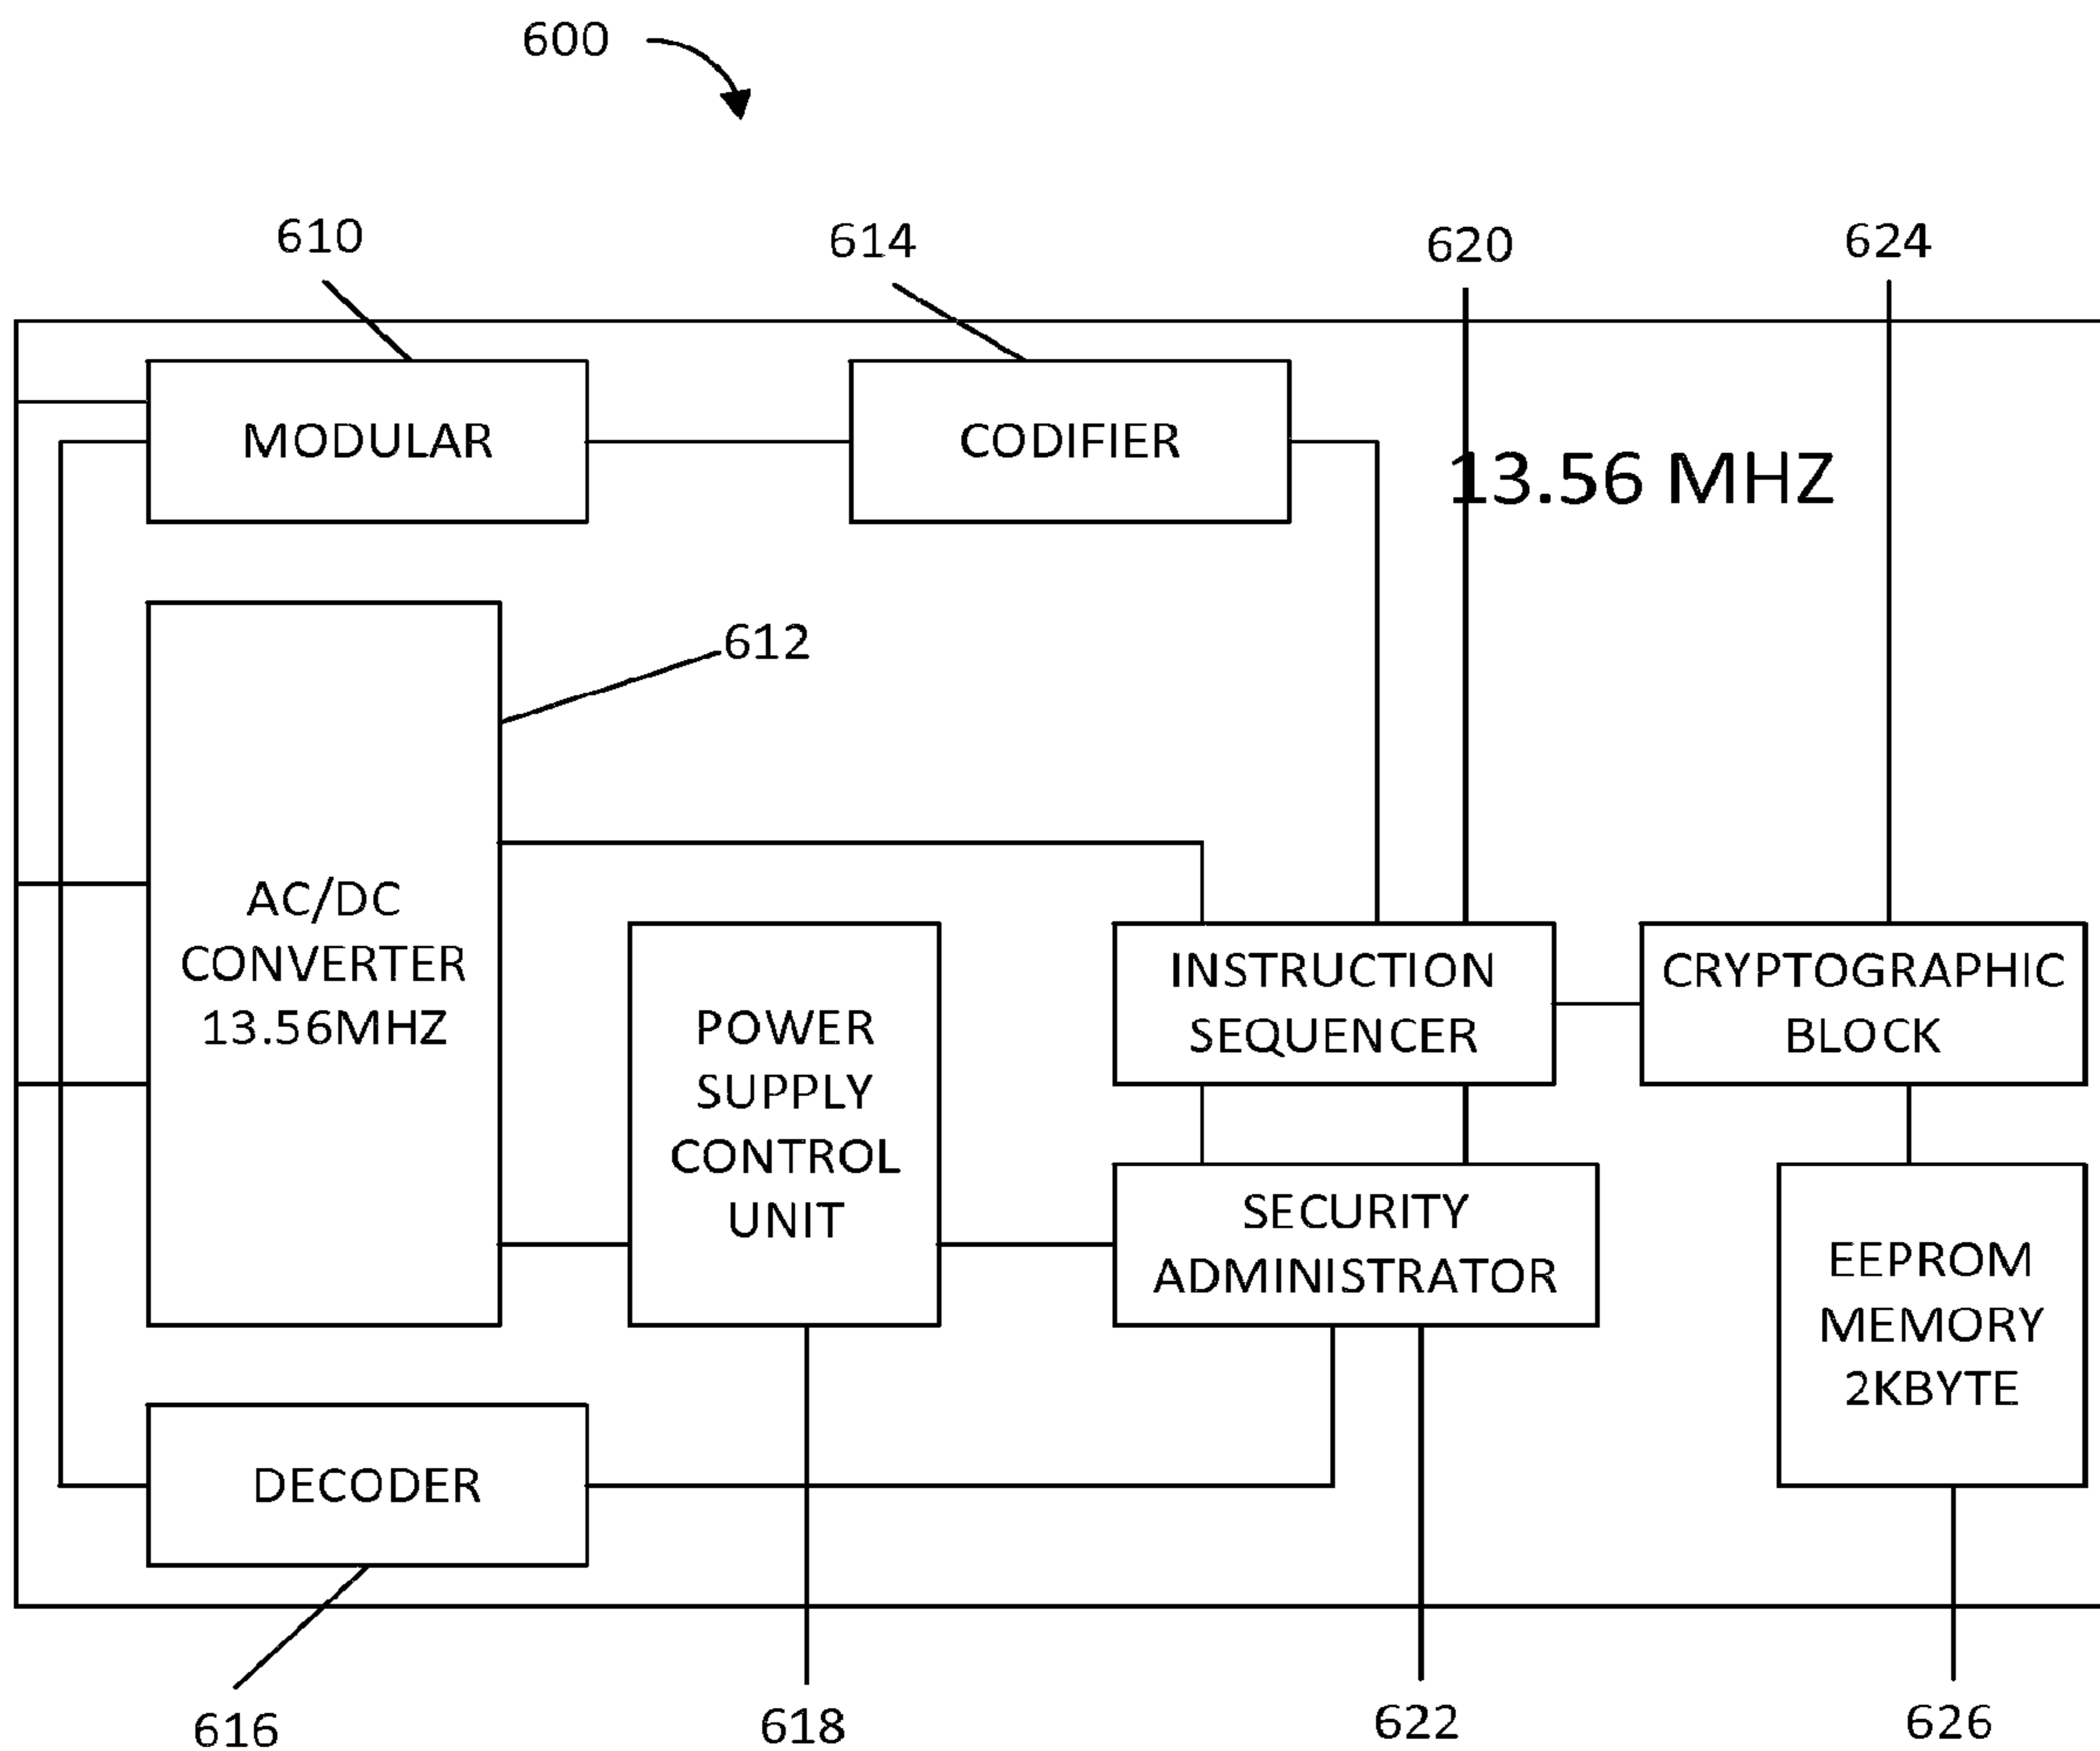 600
610
614
620
624
MODULAR
CODIFIER
13.56 MHZ
612
AC/DC
CONVERTER
13.56MHZ
POWER
SUPPLY
CONTROL
UNIT
INSTRUCTION
SEQUENCER
CRYPTOGRAPHIC
BLOCK
SECURITY
ADMINISTRATOR
EEPROM
MEMORY
2KBYTE
DECODER
616
618
622
626